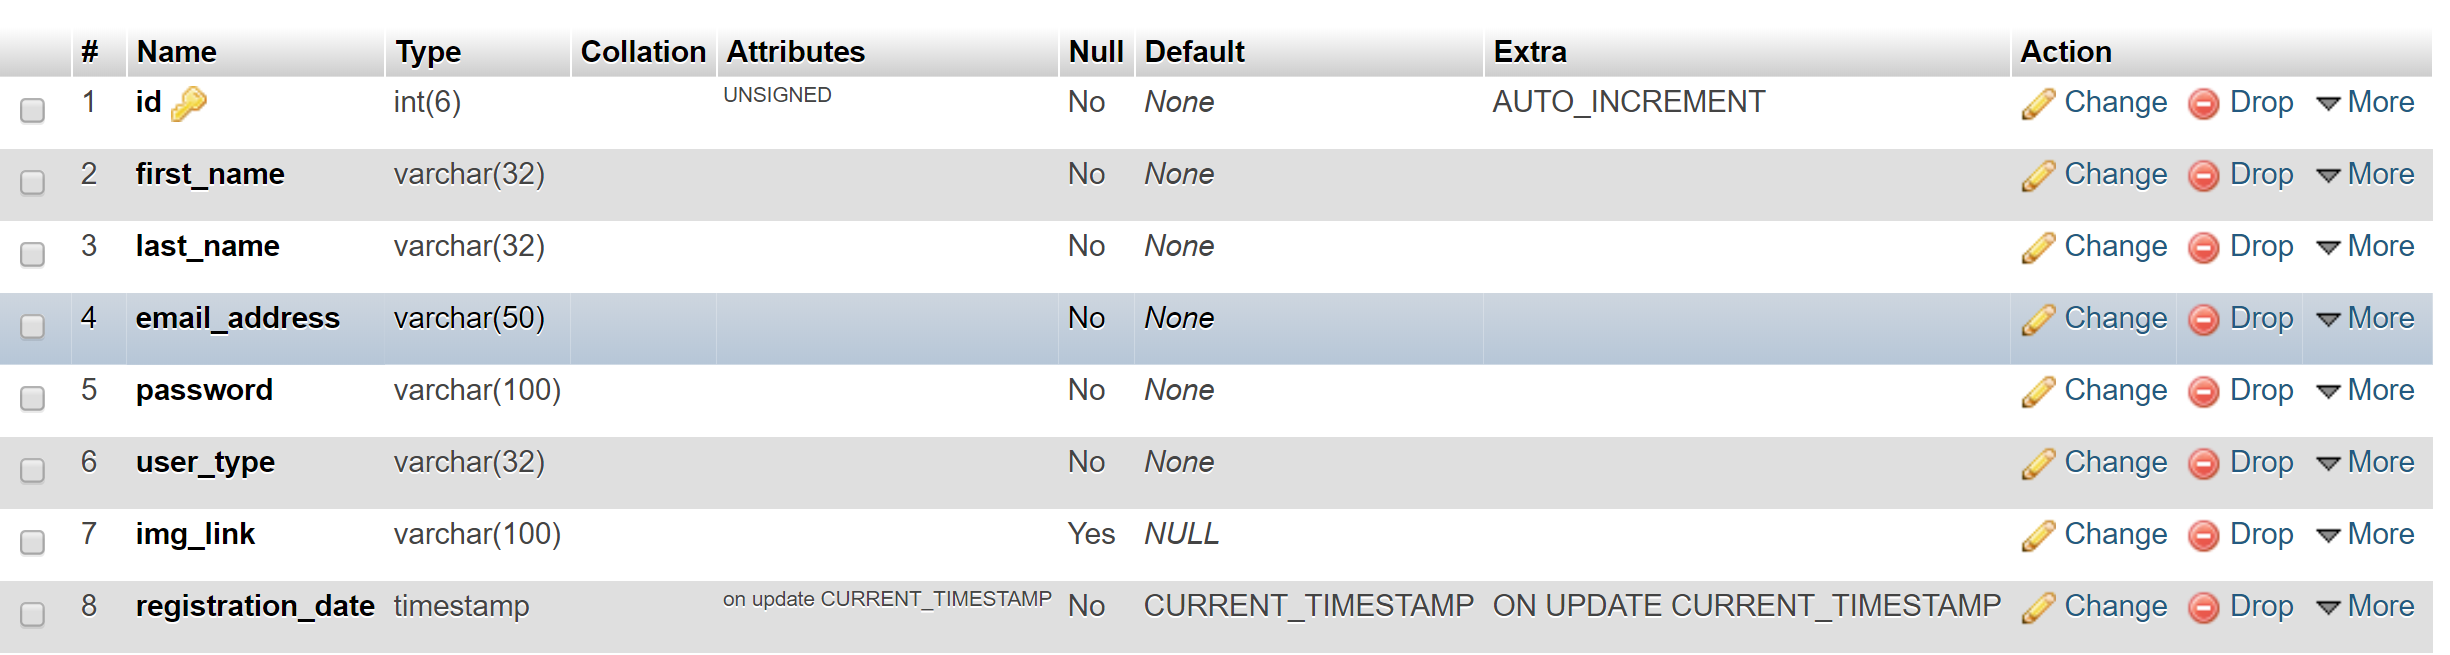 # Name Type Collation Attributes Null Default Extra Action
1 id int(6) UNSIGNED No None AUTO_INCREMENT Change Drop More
2 first_name varchar(32) No None Change Drop More
3 last_name varchar(32) No None Change Drop More
4 email_address varchar(50) No None Change Drop More
5 password varchar(100) No None Change Drop More
6 user_type varchar(32) No None Change Drop More
7 img_link varchar(100) Yes NULL Change Drop More
8 registration_date timestamp on update CURRENT_TIMESTAMP No CURRENT_TIMESTAMP ON UPDATE CURRENT_TIMESTAMP Change Drop More